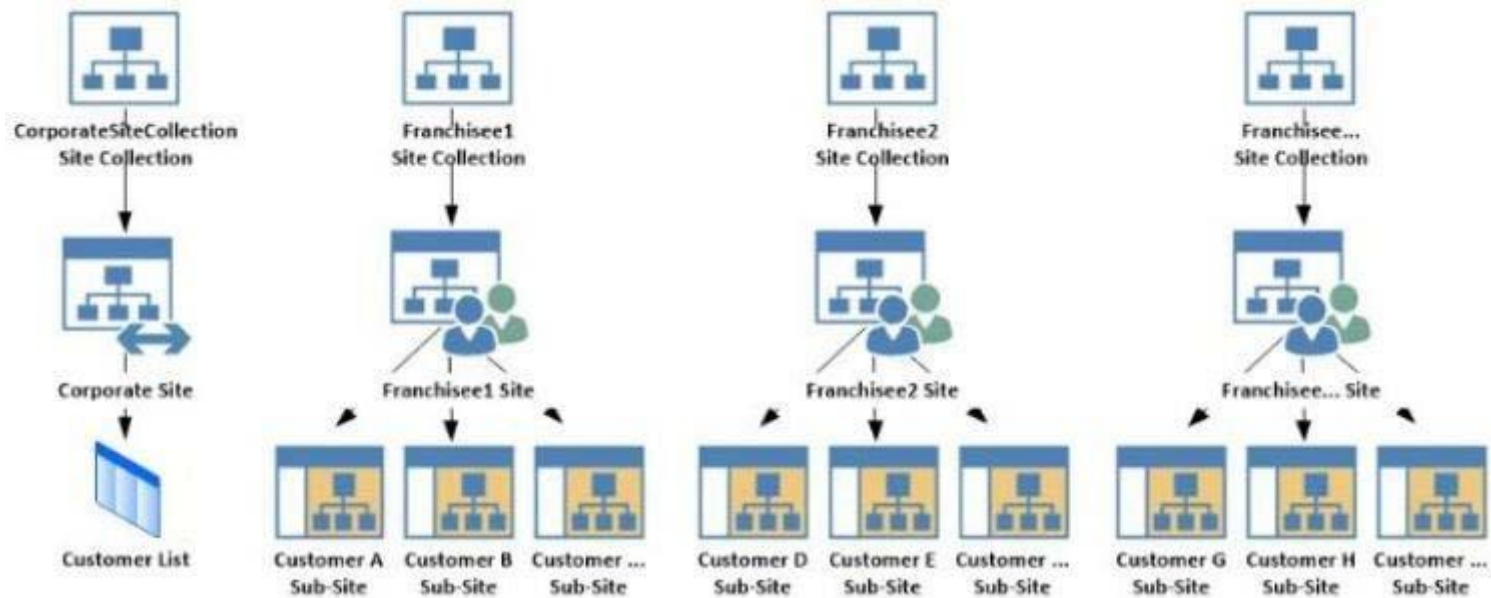 CorporateSiteCollection
Site Collection
Franchisee1
Site Collection
Franchisee2
Site Collection
Franchisee...
Site Collection
Corporate Site
Franchisee1 Site
Franchisee2 Site
Franchisee... Site
Customer List
Customer A
Sub-Site
Customer B
Sub-Site
Customer ...
Sub-Site
Customer D
Sub-Site
Customer E
Sub-Site
Customer ...
Sub-Site
Customer G
Sub-Site
Customer H
Sub-Site
Customer ...
Sub-Site